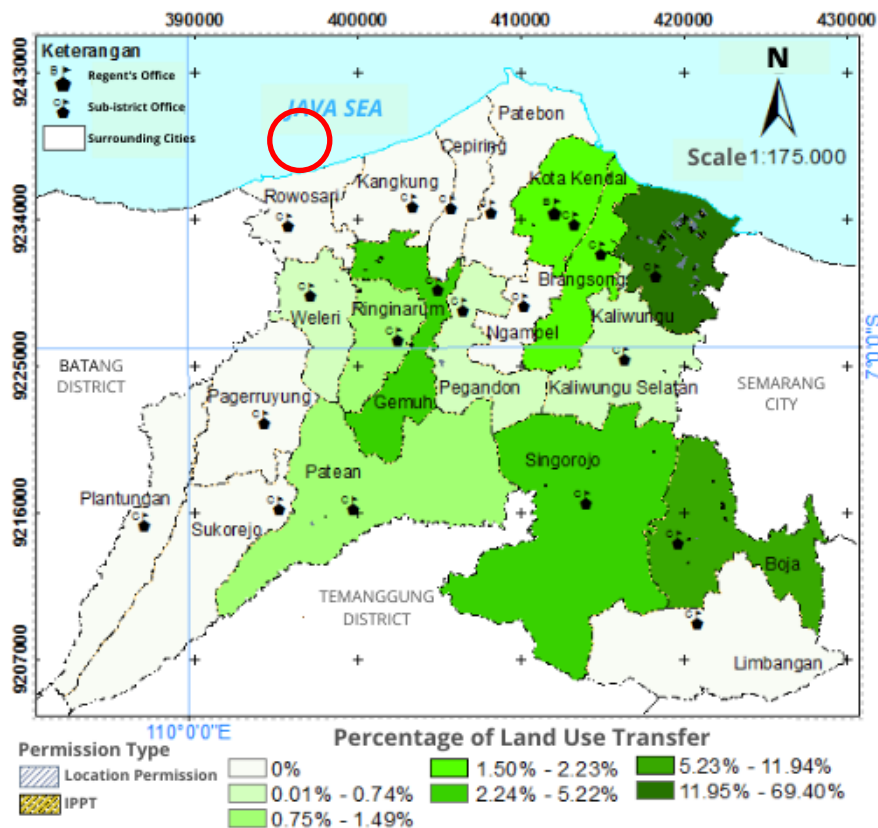 390000 400000 410000 420000 430000
Keterangan
B Regent's Office
C Sub-istrict Office
Surrounding Cities
JAVA SEA
N
Scale 1:175.000
9243000
9234000
9225000
9216000
9207000
Patebon
Cepiring
Kangkung
Rowosari
Kota Kendal
B
C
C
C
C
C
C
C
C
C
C
C
C
Brangsong
Weleri
Ringinarum
Ngampel
Kaliwungu
7°0'0"S
BATANG
DISTRICT
Pagerruyung
Gemuh
Pegandon
Kaliwungu Selatan
SEMARANG
CITY
C
C
C
C
C
C
Patean
Singorojo
Plantungan
Sukorejo
TEMANGGUNG
DISTRICT
Boja
C
Limbangan
110°0'0"E
Permission Type
Location Permission
IPPT
Percentage of Land Use Transfer
0%
0.01% - 0.74%
0.75% - 1.49%
1.50% - 2.23%
2.24% - 5.22%
5.23% - 11.94%
11.95% - 69.40%